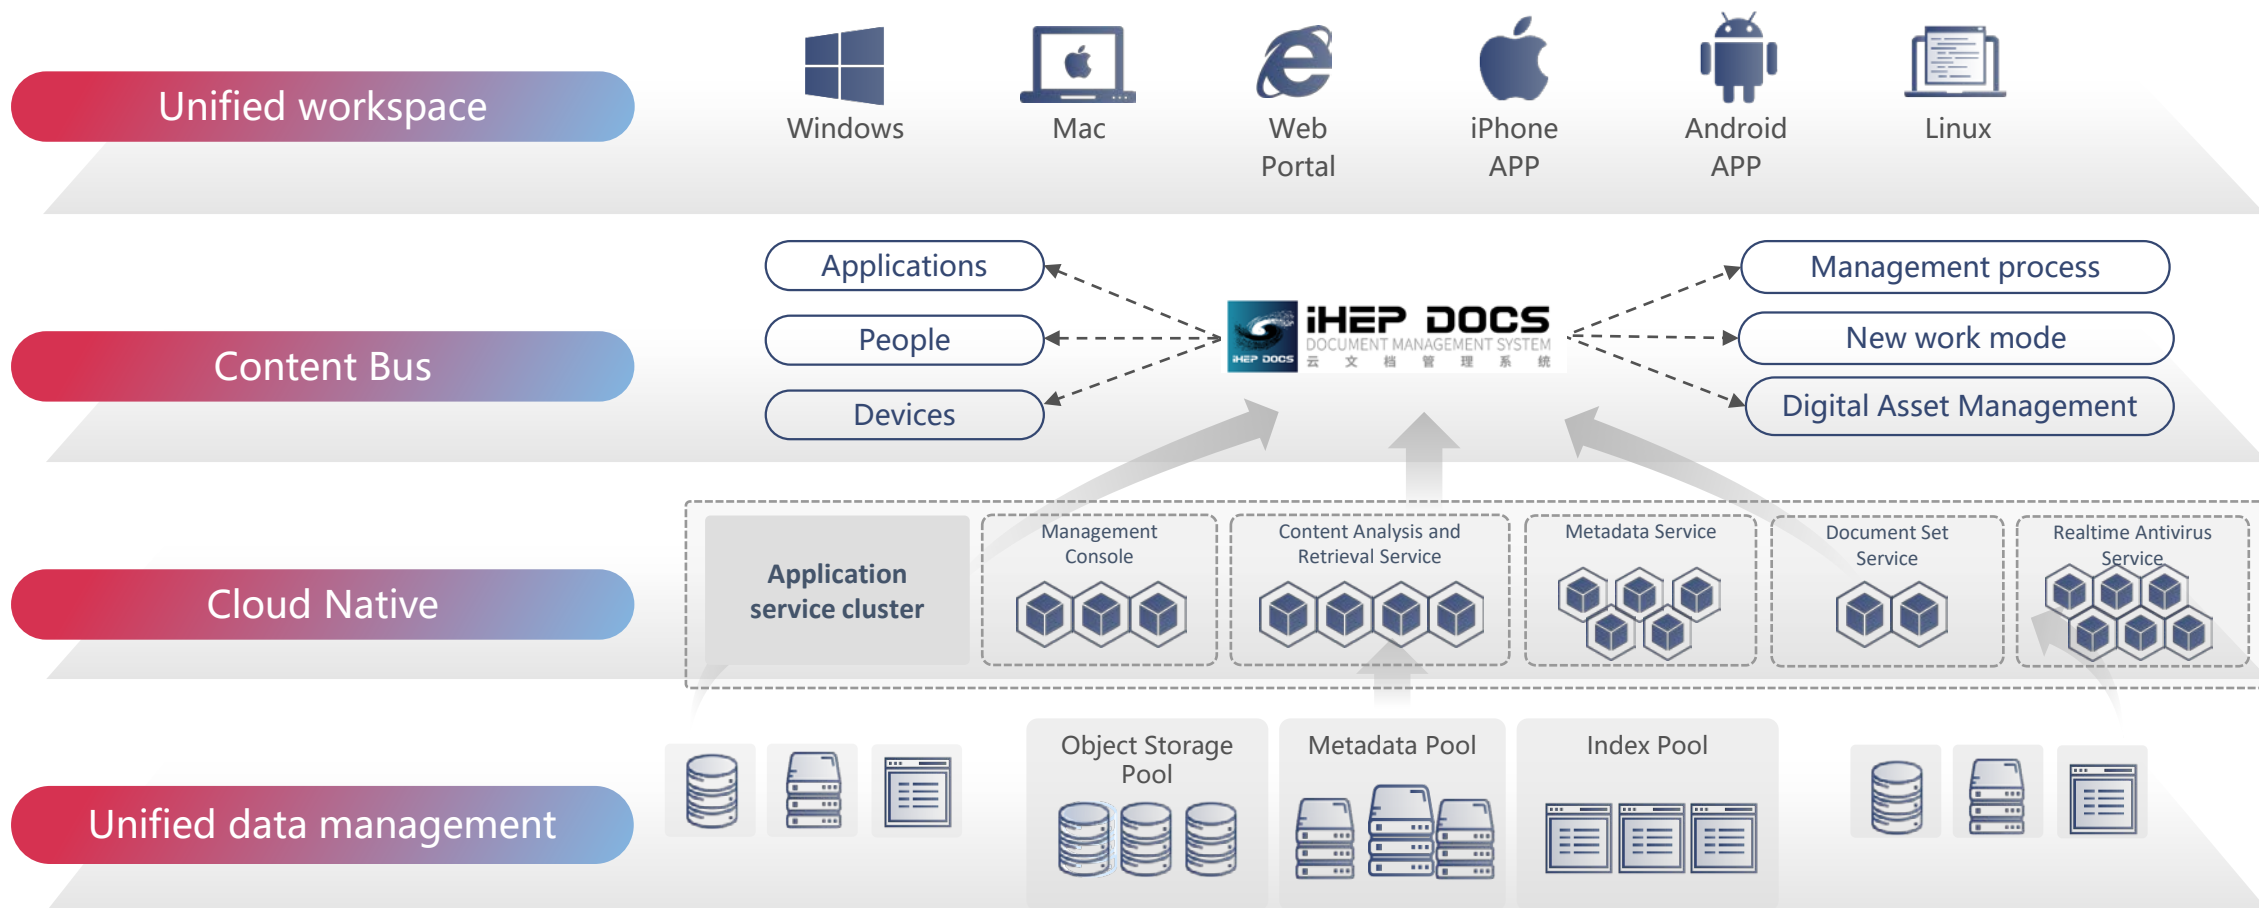 Unified workspace
Windows
Mac
Web
Portal
iPhone
APP
Android
APP
Linux
Content Bus
Applications
People
Devices
iHEP DOCS
iHEP DOCS
DOCUMENT MANAGEMENT SYSTEM
云文档管理系统
Management process
New work mode
Digital Asset Management
Cloud Native
Application
service cluster
Management
Console
Content Analysis and
Retrieval Service
Metadata Service
Document Set
Service
Realtime Antivirus
Service
Unified data management
Object Storage
Pool
Metadata Pool
Index Pool